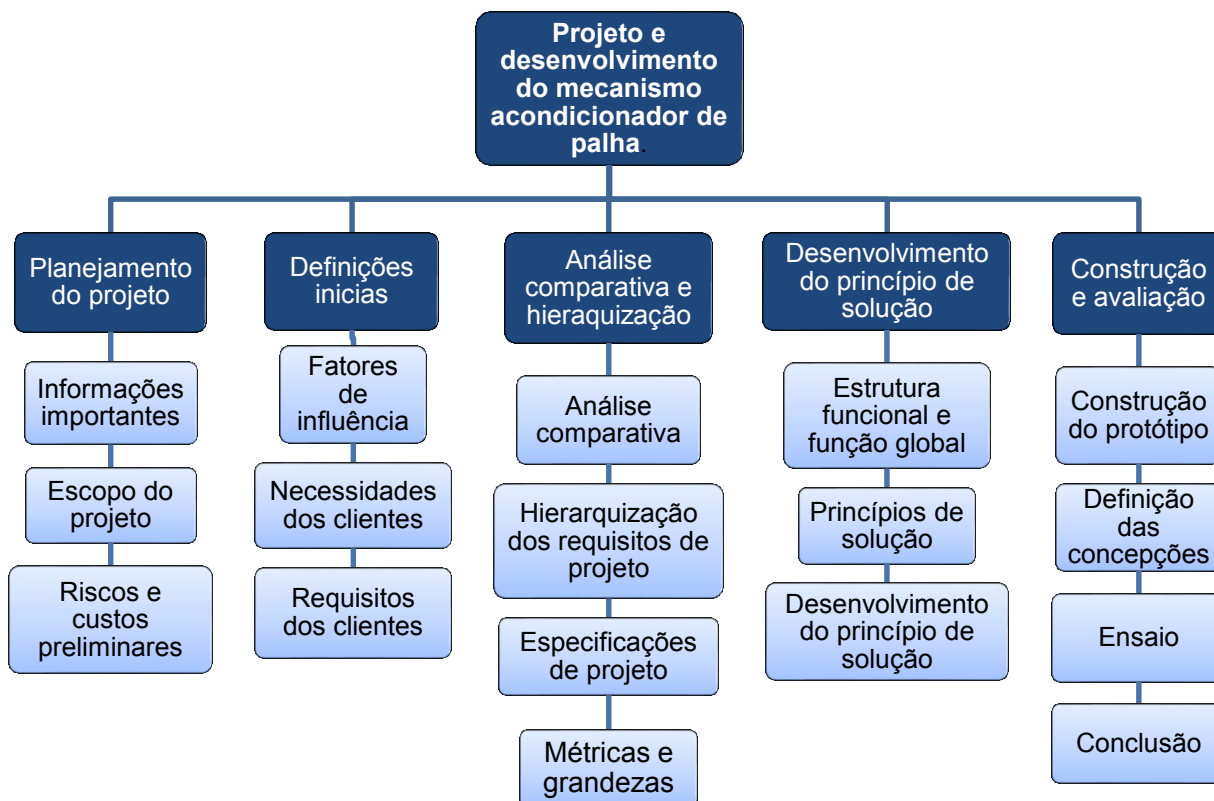 Projeto e
desenvolvimento
do mecanismo
acondicionador de
palha.
Planejamento
do projeto
Informações
importantes
Escopo do
projeto
Riscos e
custos
preliminares
Definições
inicias
Fatores
de
influência
Necessidades
dos clientes
Requisitos
dos clientes
Análise
comparativa e
hieraquização
Análise
comparativa
Hierarquização
dos requisitos de
projeto
Especificações
de projeto
Métricas e
grandezas
Desenvolvimento
do princípio de
solução
Estrutura
funcional e
função global
Princípios de
solução
Desenvolvimento
do princípio de
solução
Construção
e avaliação
Construção
do protótipo
Definição
das
concepções
Ensaio
Conclusão